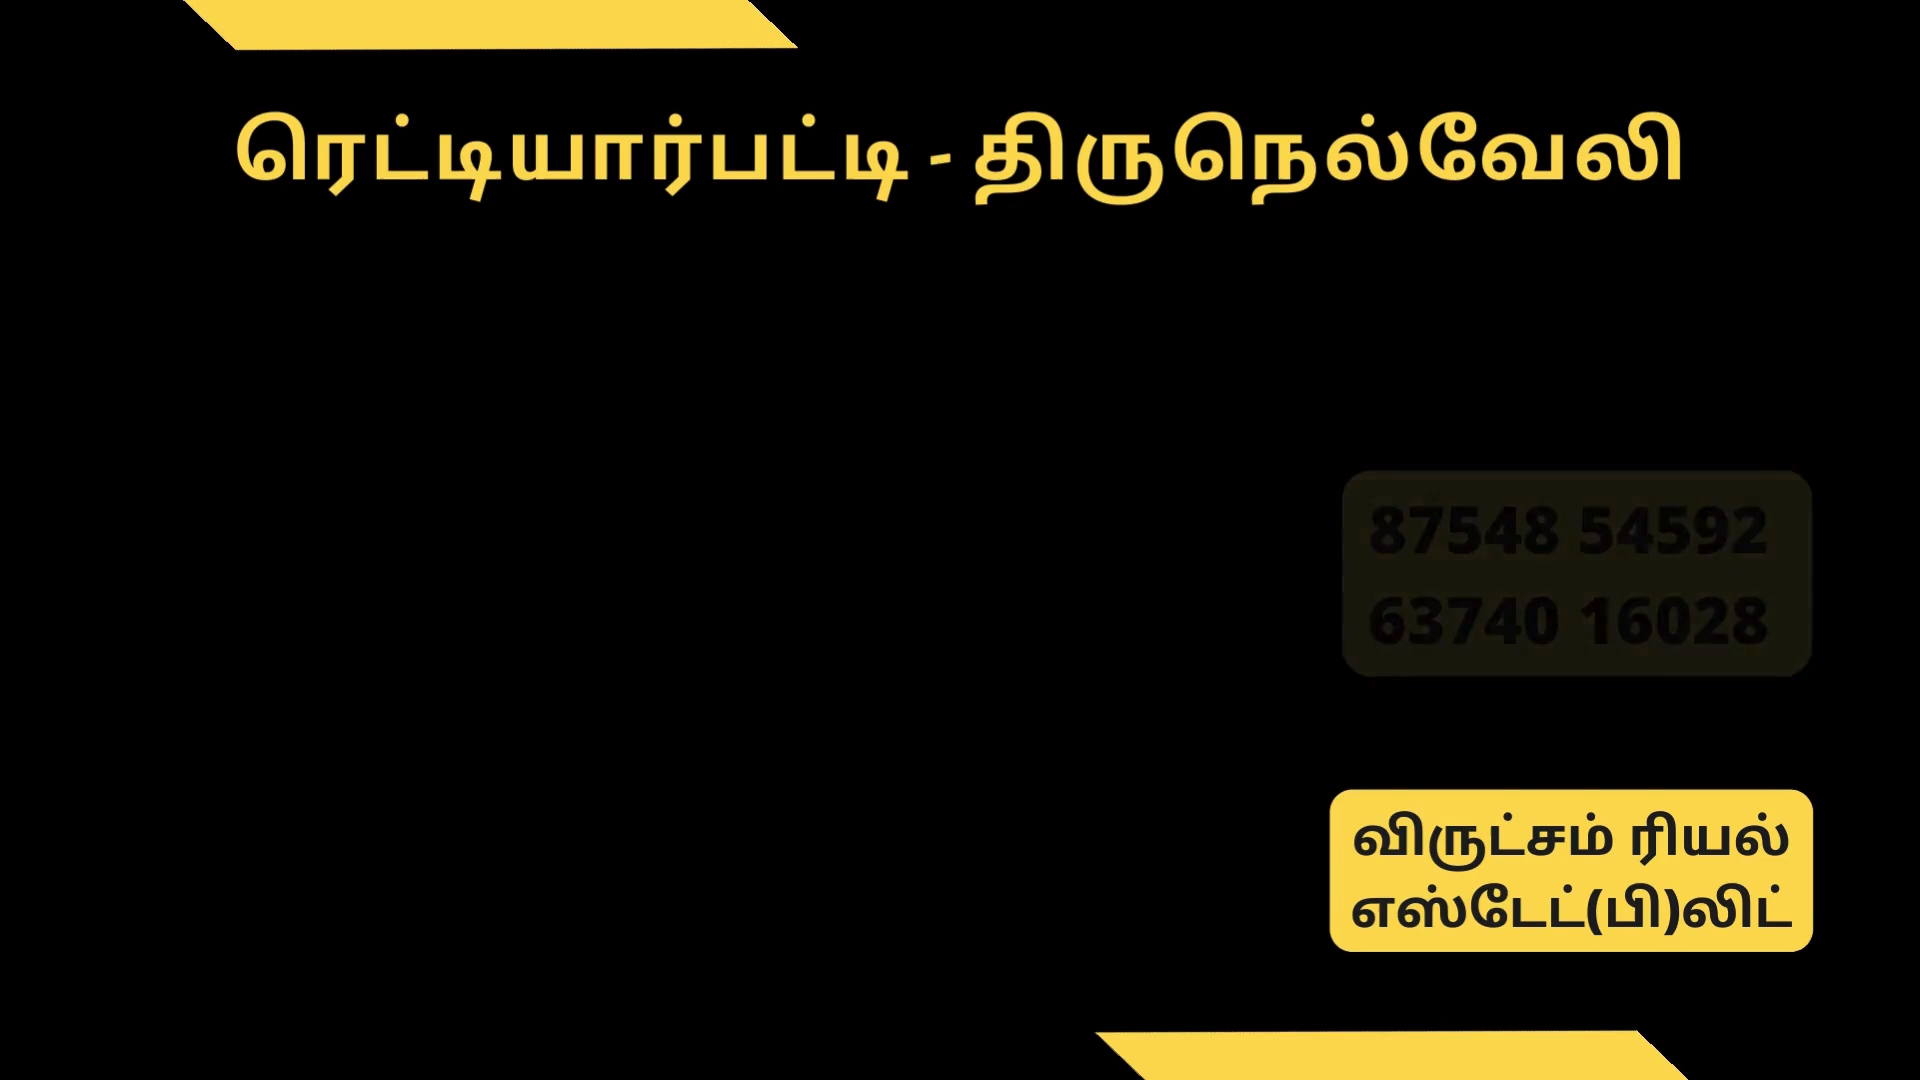 ரெட்டியார்பட்டி - திருநெல்வேலி
87548 54592
63740 16028
விருட்சம் ரியல்
எஸ்டேட்(பி)லிட்